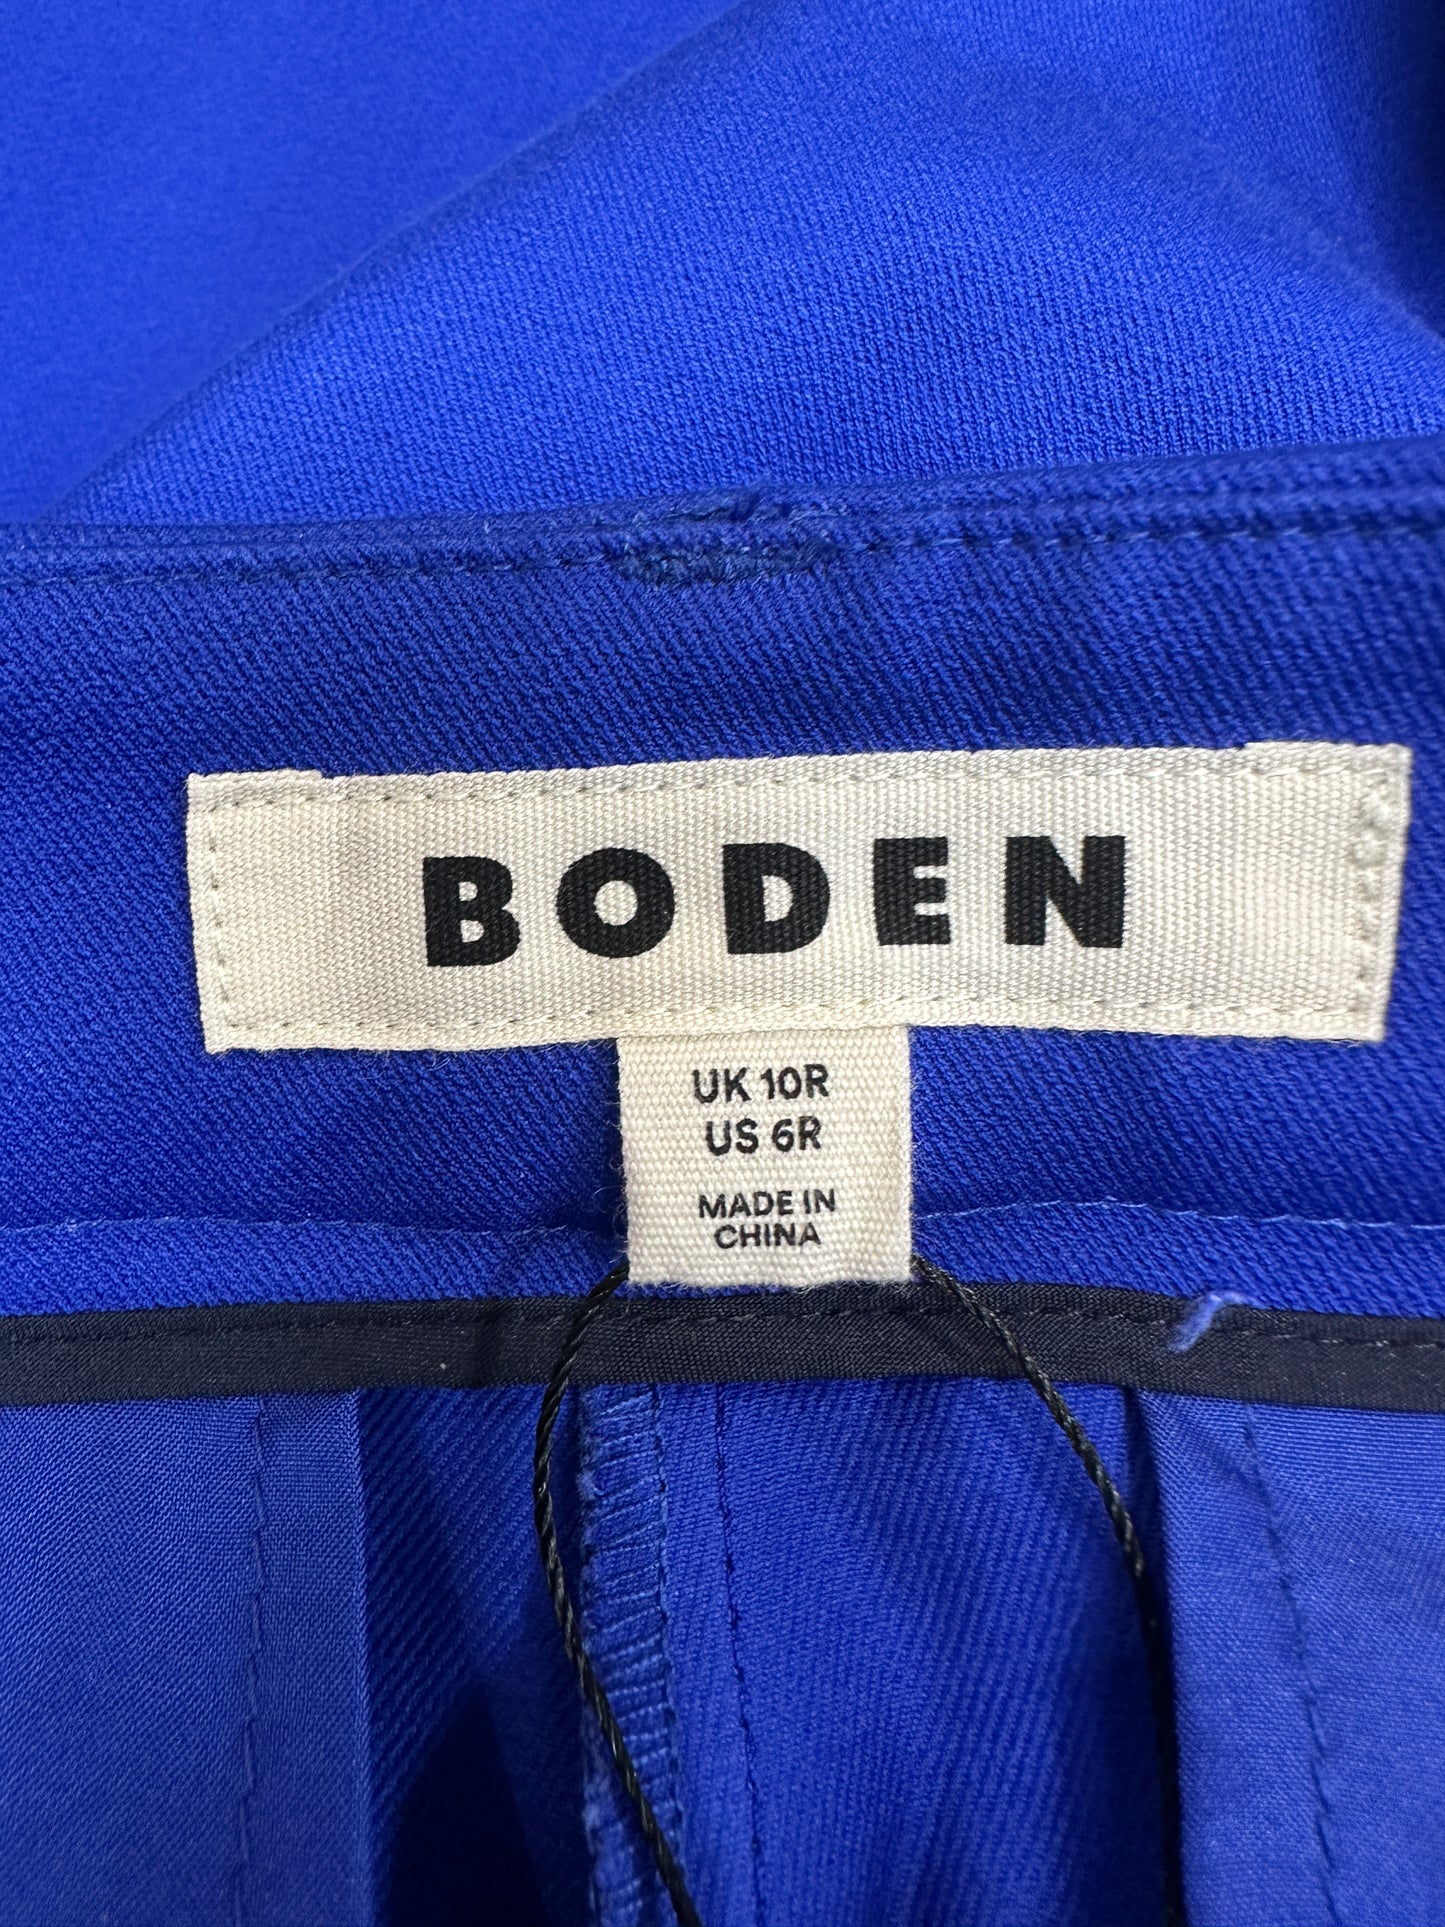 BODEN
UK 10R
US 6R
MADE IN
CHINA